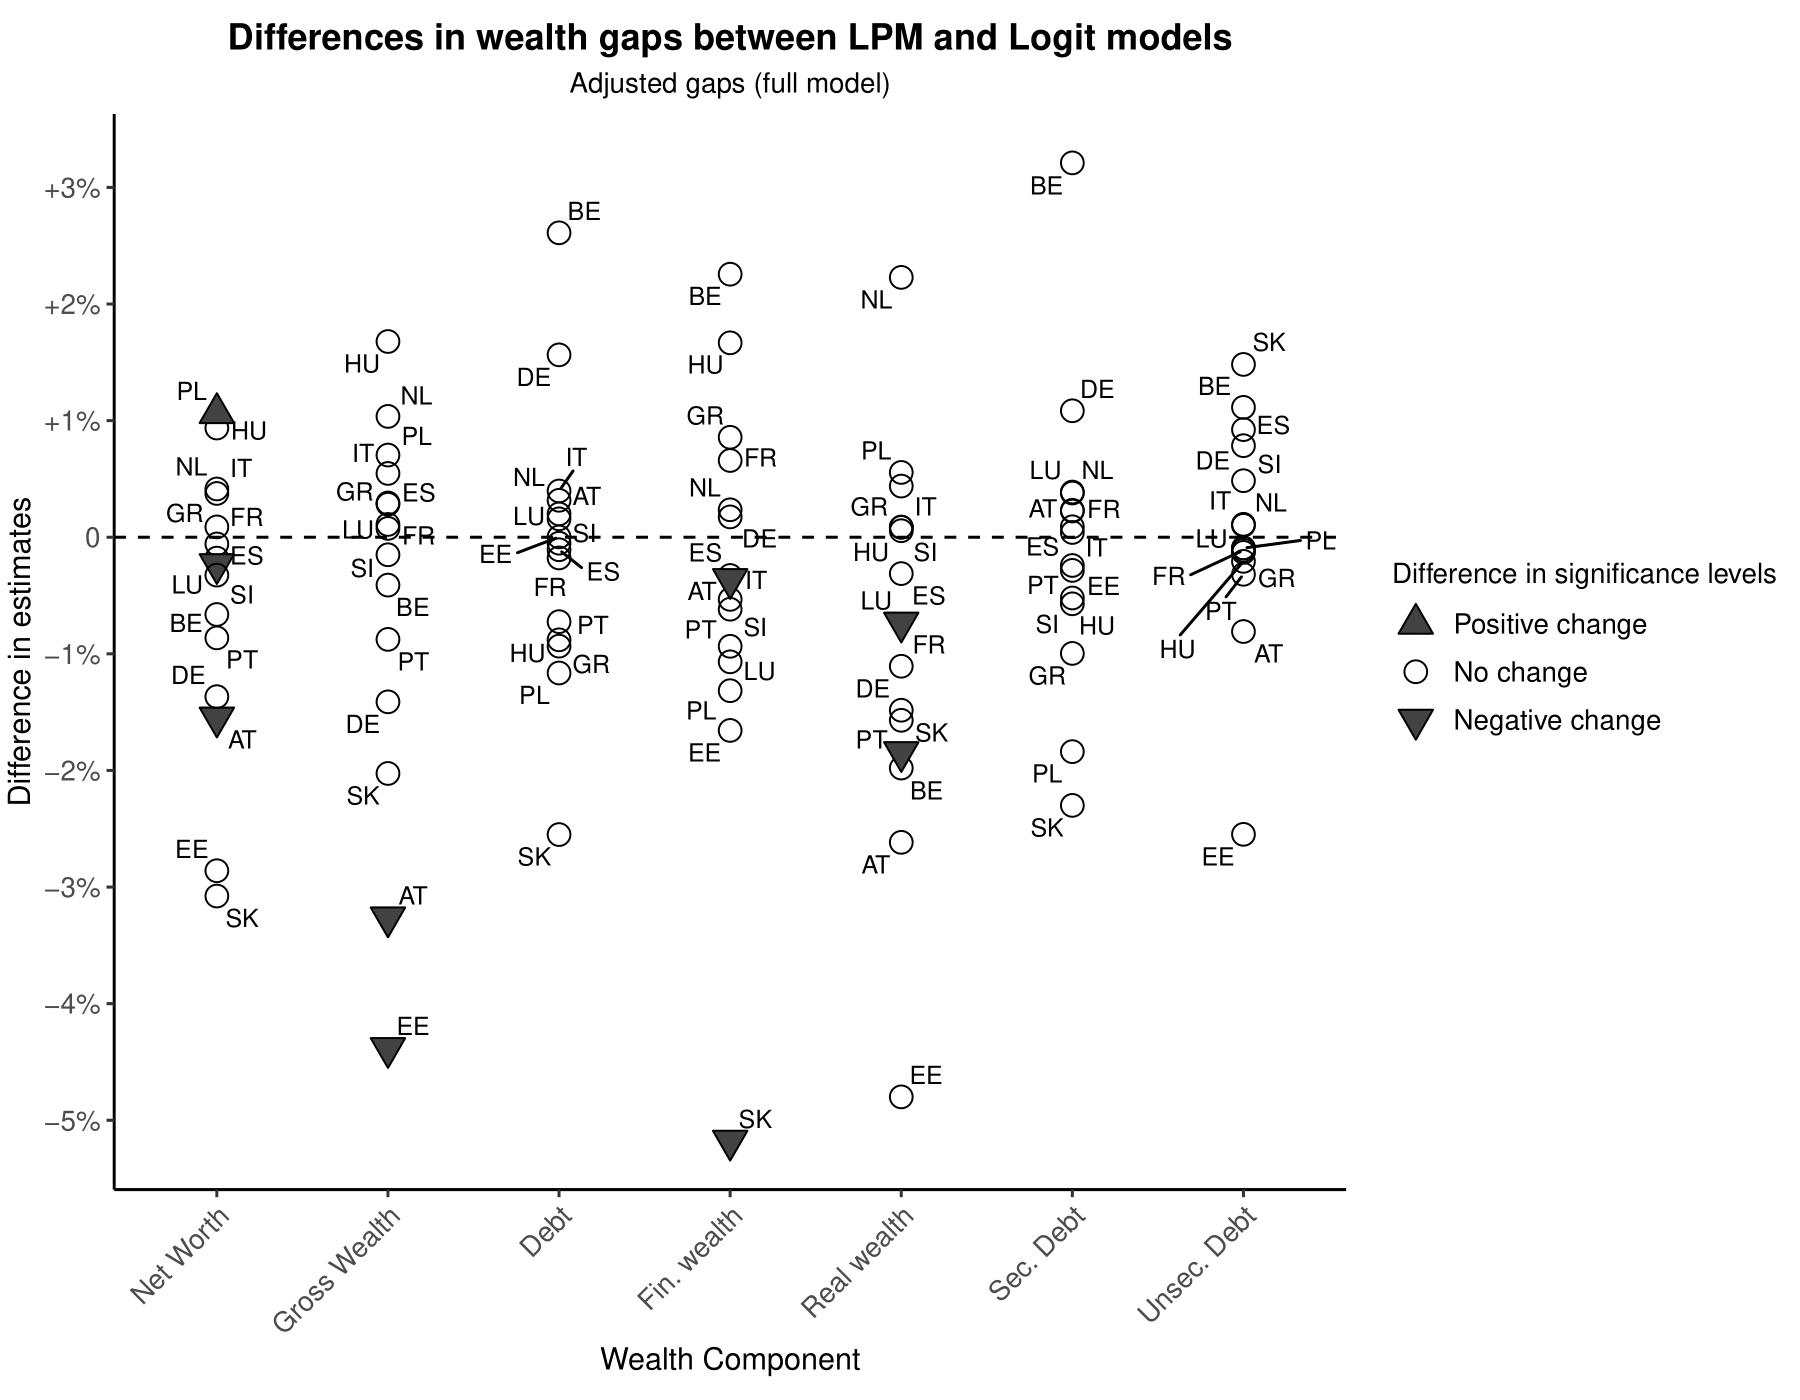 Differences in wealth gaps between LPM and Logit models
Adjusted gaps (full model)
Difference in estimates
+3%
+2%
+1%
0
−1%
−2%
−3%
−4%
−5%
PL
HU
NL IT
GR FR
ES
LU SI
BE
PT
DE
AT
EE
SK
HU
NL
PL
IT
GR ES
LU FR
SI
BE
PT
DE
SK
AT
EE
BE
DE
IT
NL
AT
LU
SI
EE
ES
FR
PT
HU
GR
PL
SK
BE
HU
GR
FR
NL
DE
ES
IT
AT
PT SI
LU
PL
EE
SK
NL
PL
GR IT
HU SI
LU ES
FR
DE
PT SK
BE
AT
EE
BE
DE
LU NL
AT FR
ES IT
PT EE
SI HU
GR
PL
SK
SK
BE
ES
DE SI
IT NL
LU PL
FR GR
PT
HU AT
EE
Net Worth
Gross Wealth
Debt
Fin. wealth
Real wealth
Sec. Debt
Unsec. Debt
Wealth Component
Difference in significance levels
Positive change
No change
Negative change